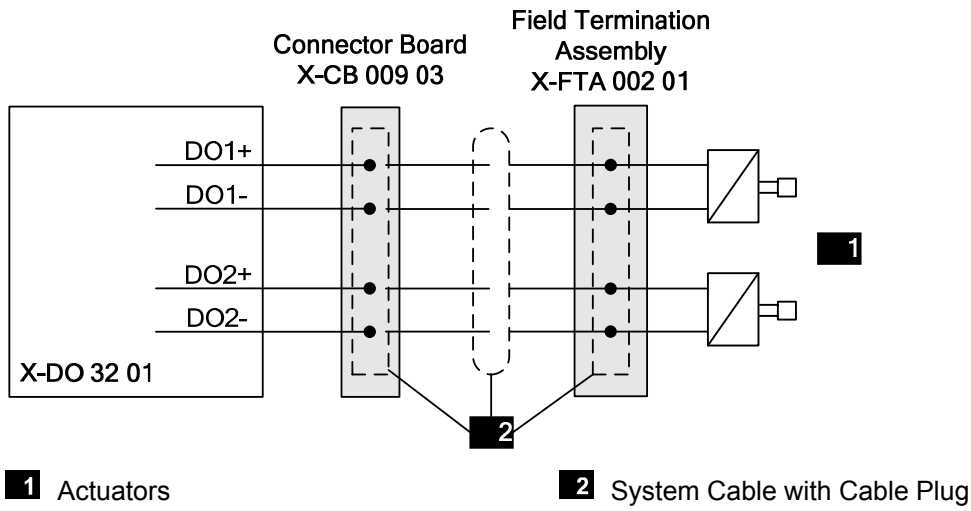 Connector Board
X-CB 009 03
Field Termination
Assembly
X-FTA 002 01
DO1+
DO1-
DO2+
DO2-
X-DO 32 01
1
2
1 Actuators
2 System Cable with Cable Plug